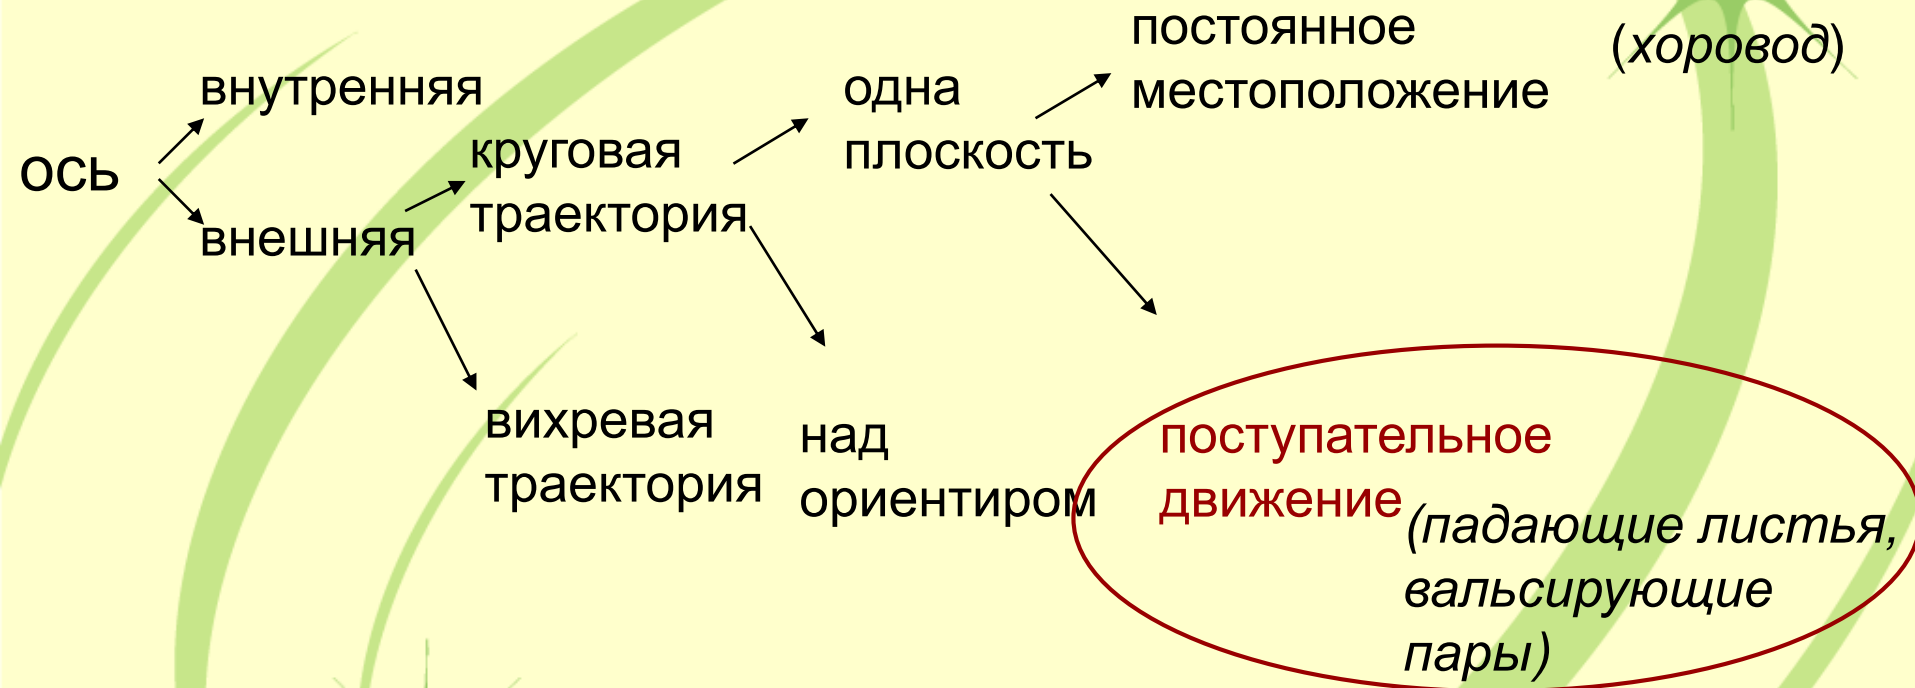 ось
внутренняя
внешняя
круговая
траектория
вихревая
траектория
одна
плоскость
над
ориентиром
постоянное
местоположение
(хоровод)
поступательное
движение
(падающие листья,
вальсирующие
пары)